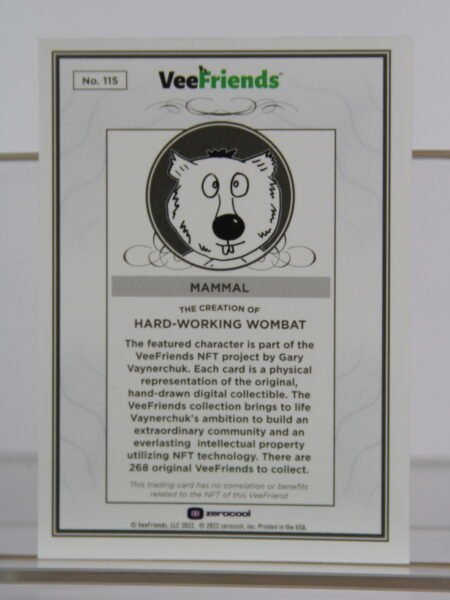 No. 115
VeeFriends
MAMMAL
THE CREATION OF
HARD-WORKING WOMBAT
The featured character is part of the
VeeFriends NFT project by Gary
Vaynerchuk. Each card is a physical
representation of the original,
hand-drawn digital collectible. The
VeeFriends collection brings to life
Vaynerchuk's ambition to build an
extraordinary community and an
everlasting intellectual property
utilizing NFT technology. There are
268 original VeeFriends to collect.
This trading card has no correlation or benefits
related to the NFT of this VeeFriend
zerocool
© VeeFriends, LLC 2022. © 2022 zerocool, Inc. Printed in the USA.